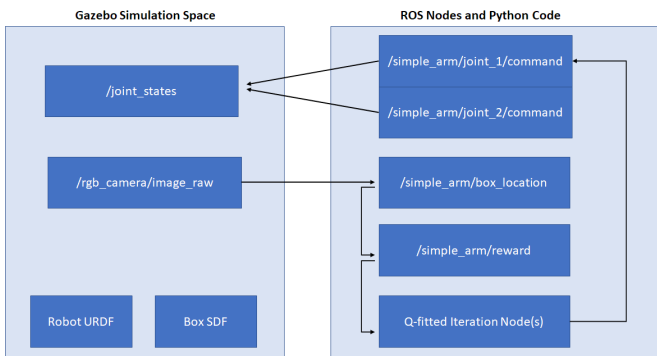 Gazebo Simulation Space
/joint_states
/rgb_camera/image_raw
Robot URDF
Box SDF
ROS Nodes and Python Code
/simple_arm/joint_1/command
/simple_arm/joint_2/command
/simple_arm/box_location
/simple_arm/reward
Q-fitted Iteration Node(s)